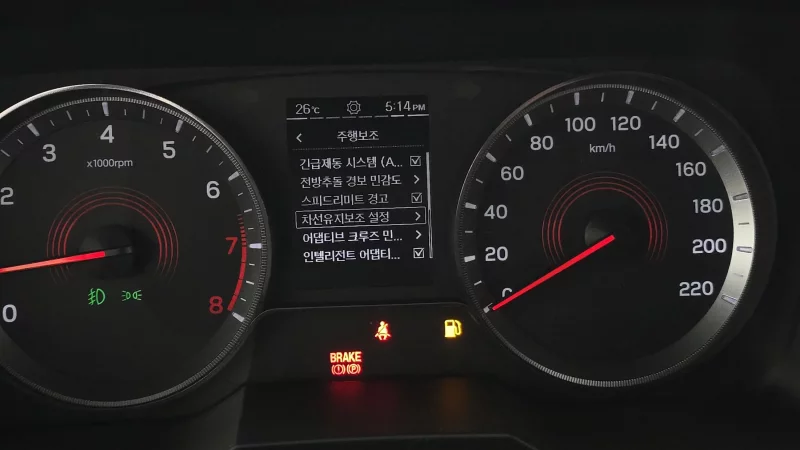 26℃ 5:14 PM
주행보조
긴급제동 시스템 (A...
전방추돌 경보 민감도
스피드리미트 경고
차선유지보조 설정
어댑티브 크루즈 민...
인텔리전트 어댑티...
0
2
3
4
5
6
7
8
x1000rpm
0
20
40
60
80
100
120
140
160
180
200
220
km/h
BRAKE
(!) (P)